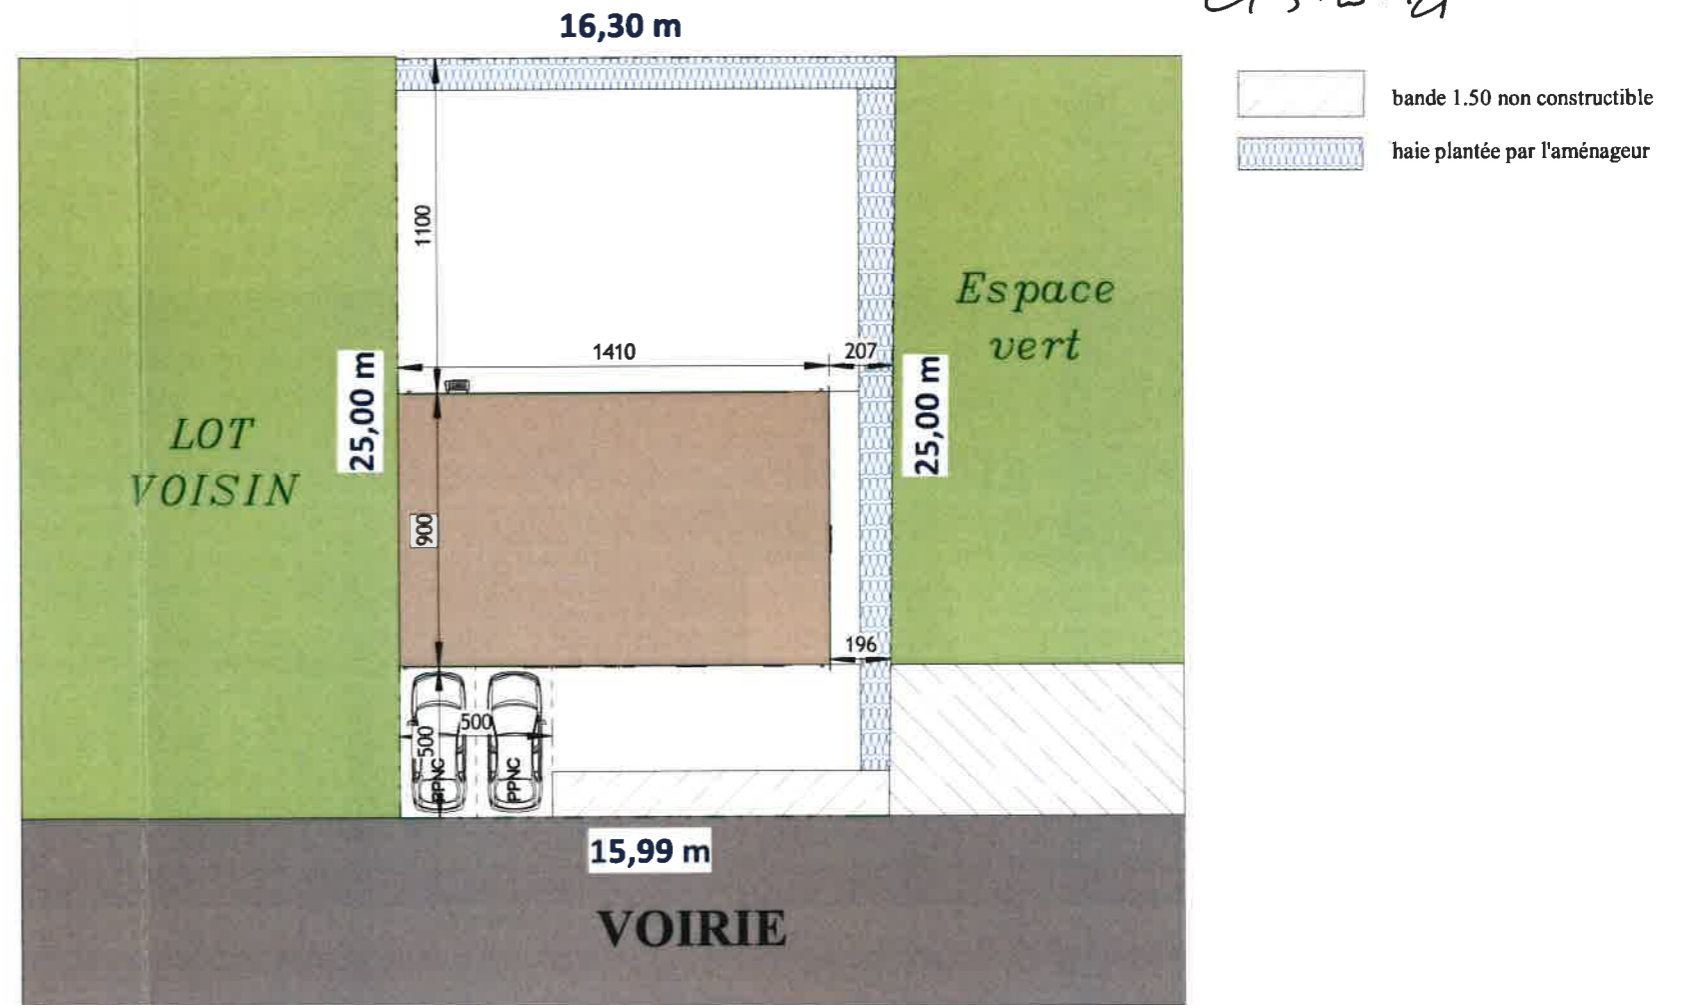 16,30 m
bande 1.50 non constructible
haie plantée par l'aménageur
1100
Espace
vert
1410
207
25,00 m
25,00 m
LOT
VOISIN
900
196
500
500
PPNC
PPNC
15,99 m
VOIRIE